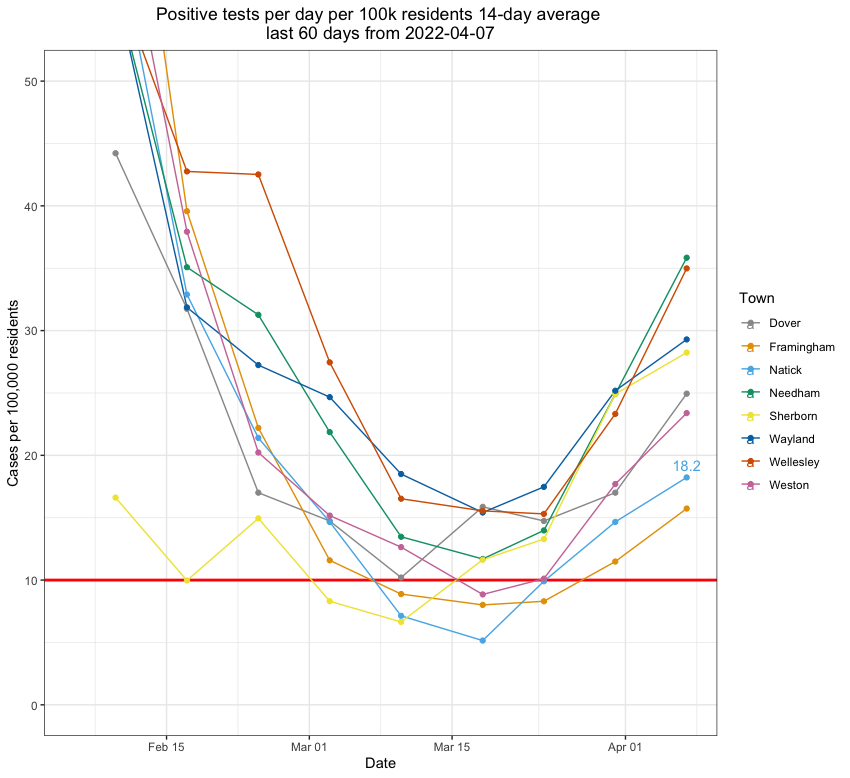 Positive tests per day per 100k residents 14-day average
last 60 days from 2022-04-07
Cases per 100,000 residents
50
40
30
20
10
0
18.2
Feb 15
Mar 01
Mar 15
Apr 01
Date
Town
a Dover
a Framingham
a Natick
a Needham
a Sherborn
a Wayland
a Wellesley
a Weston